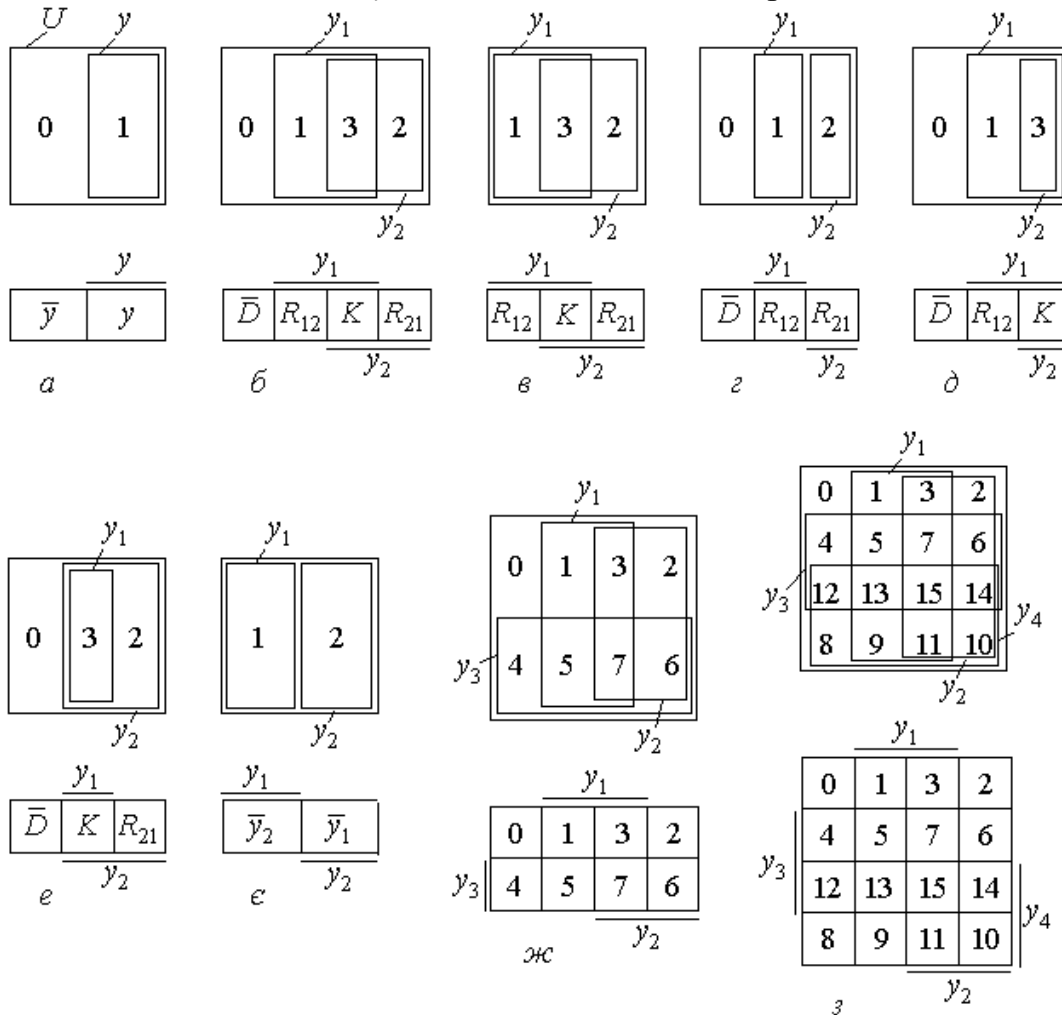 U y y₁ y₁ y₁ y₁
0 1 0 1 3 2 1 3 2 0 1 2 0 1 3
y₂ y₂ y₂ y₂
y y₁ y₁ y₁ y₁
y̅ y D̅ R₁₂ K R₂₁ R₁₂ K R₂₁ D̅ R₁₂ R₂₁ D̅ R₁₂ K
y₂ y₂ y₂ y₂
а б в г д
y₁
y₁ 0 1 3 2
y₁ y₁ 0 1 3 2 4 5 7 6
0 3 2 1 2 y₃ 12 13 15 14 y₄
y₃ 4 5 7 6 8 9 11 10
y₂ y₂ y₂ y₂
y₁ y₁ y₁ y₁
D̅ K R₂₁ y̅₂ y̅₁ 0 1 3 2 0 1 3 2
y₂ y₂ y₃ 4 5 7 6 4 5 7 6
е є y₂ y₃ 12 13 15 14 y₄
ж 8 9 11 10
y₂
з